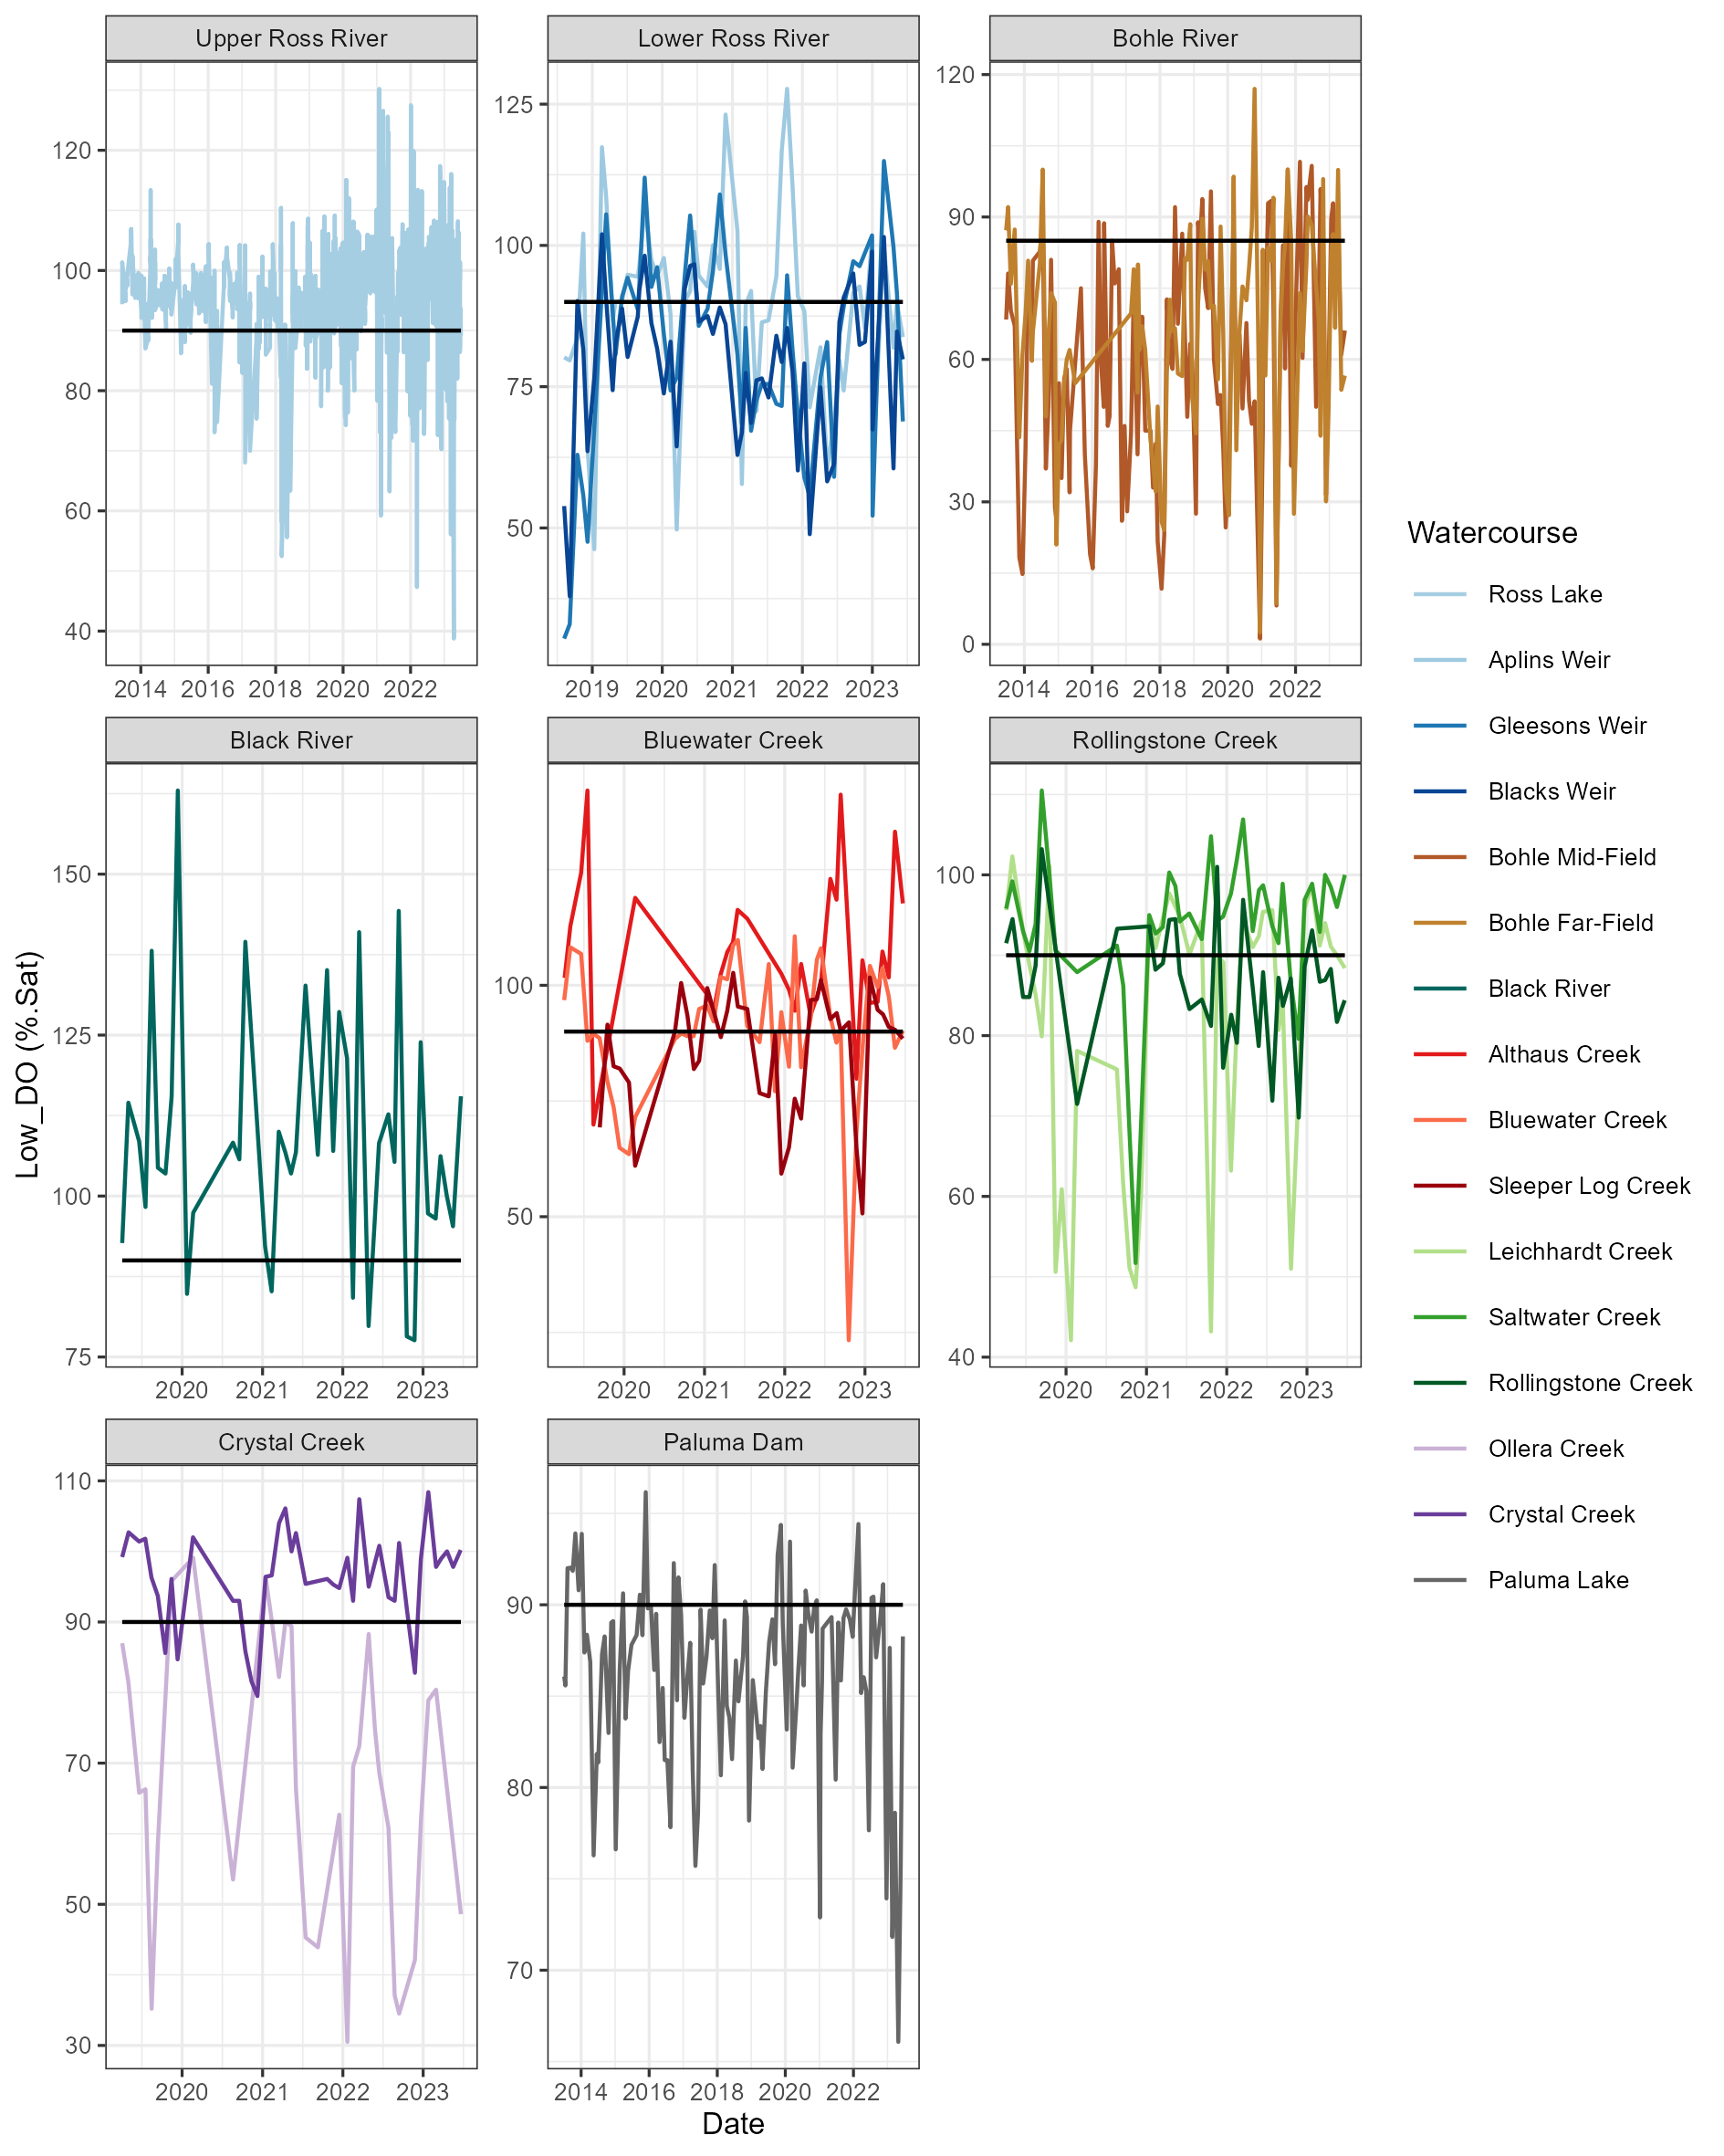 Upper Ross River Lower Ross River Bohle River
120
100
80
60
40
125
100
75
50
120
90
60
30
0
2014 2016 2018 2020 2022
2019 2020 2021 2022 2023
2014 2016 2018 2020 2022
Black River Bluewater Creek Rollingstone Creek
150
125
100
75
100
50
100
80
60
40
2020 2021 2022 2023
2020 2021 2022 2023
2020 2021 2022 2023
Crystal Creek Paluma Dam
110
90
70
50
30
90
80
70
2020 2021 2022 2023
2014 2016 2018 2020 2022
Low_DO (%.Sat)
Date
Watercourse
Ross Lake
Aplins Weir
Gleesons Weir
Blacks Weir
Bohle Mid-Field
Bohle Far-Field
Black River
Althaus Creek
Bluewater Creek
Sleeper Log Creek
Leichhardt Creek
Saltwater Creek
Rollingstone Creek
Ollera Creek
Crystal Creek
Paluma Lake